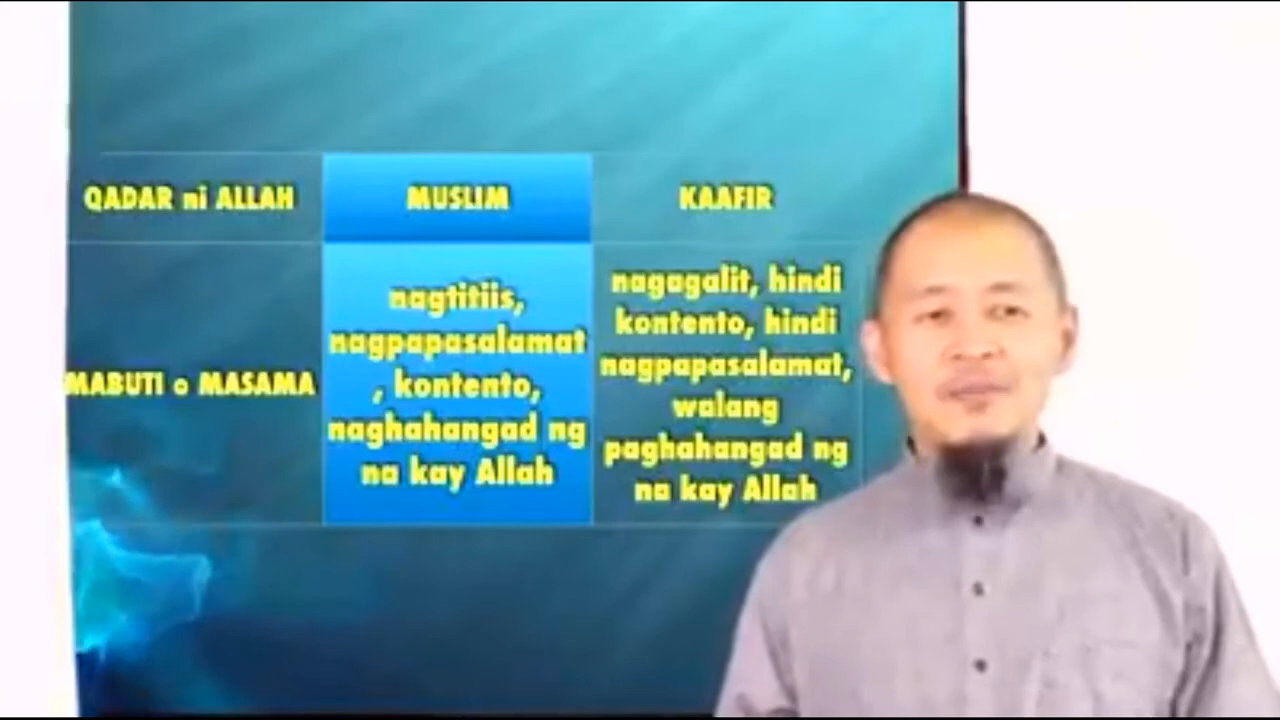 QADAR ni ALLAH MUSLIM KAAFIR
MABUTI o MASAMA
nagtitiis,
nagpapasalamat
, kontento,
naghahangad ng
na kay Allah
nagagalit, hindi
kontento, hindi
nagpapasalamat,
walang
paghahangad ng
na kay Allah